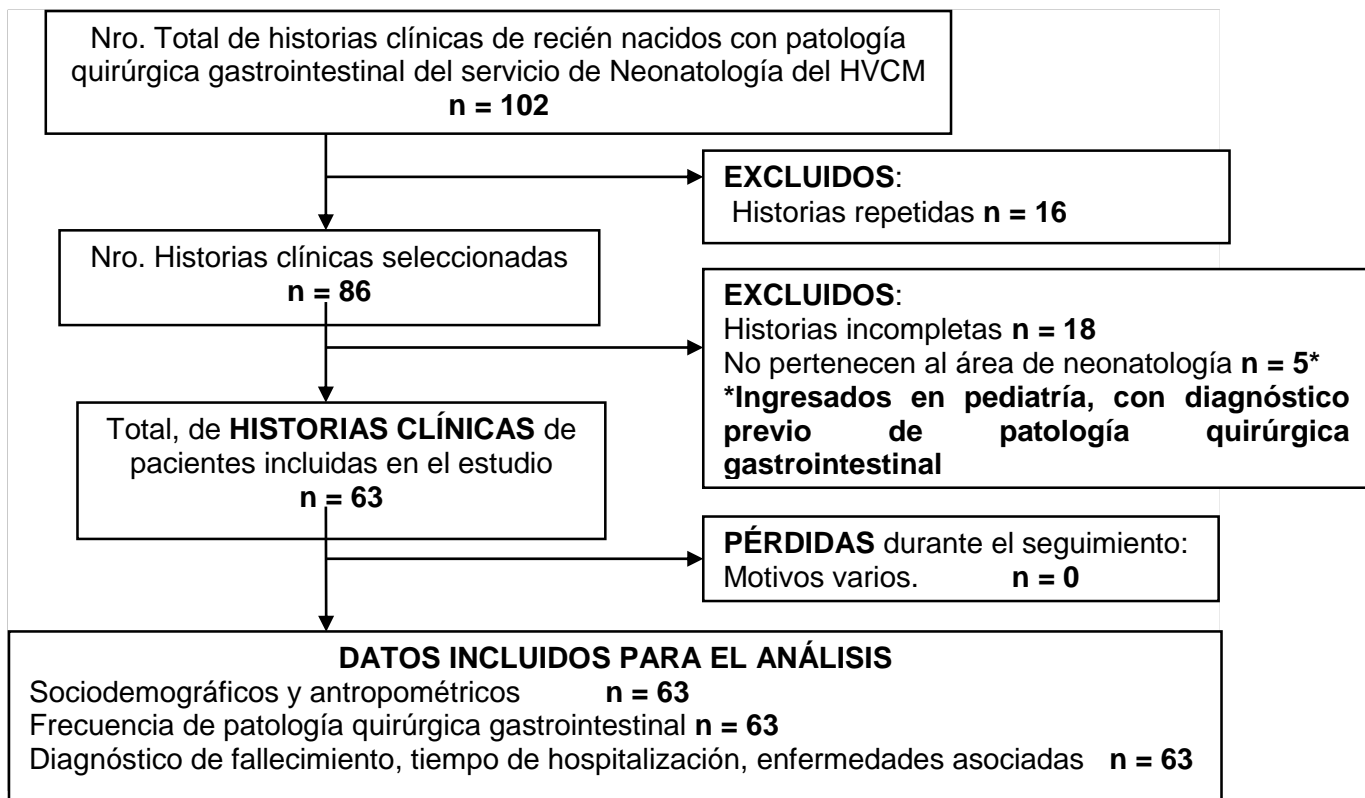 Nro. Total de historias clínicas de recién nacidos con patología
quirúrgica gastrointestinal del servicio de Neonatología del HVCM
n = 102
EXCLUIDOS:
Historias repetidas n = 16
Nro. Historias clínicas seleccionadas
n = 86
EXCLUIDOS:
Historias incompletas n = 18
No pertenecen al área de neonatología n = 5*
*Ingresados en pediatría, con diagnóstico
previo de patología quirúrgica
gastrointestinal
Total, de HISTORIAS CLÍNICAS de
pacientes incluidas en el estudio
n = 63
PÉRDIDAS durante el seguimiento:
Motivos varios. n = 0
DATOS INCLUIDOS PARA EL ANÁLISIS
Sociodemográficos y antropométricos n = 63
Frecuencia de patología quirúrgica gastrointestinal n = 63
Diagnóstico de fallecimiento, tiempo de hospitalización, enfermedades asociadas n = 63